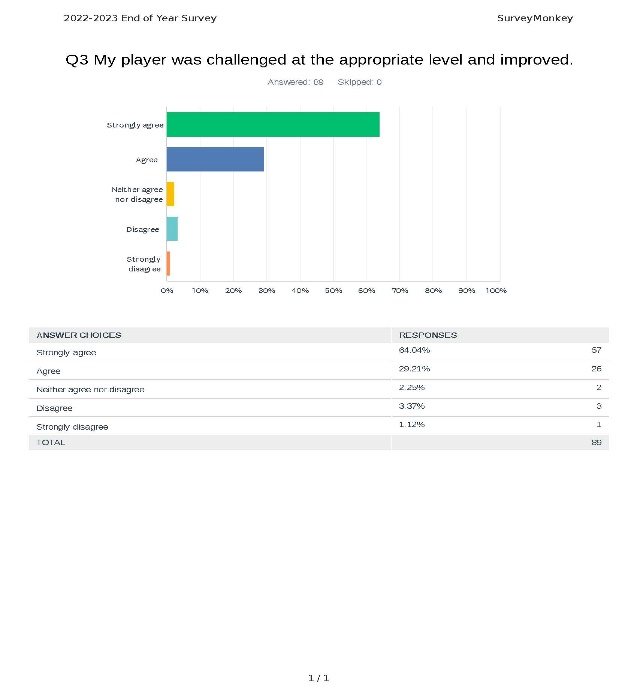 2022-2023 End of Year Survey SurveyMonkey
Q3 My player was challenged at the appropriate level and improved.
Answered: 89 Skipped: 0
Strongly agree
Agree
Neither agree
nor disagree
Disagree
Strongly
disagree
0% 10% 20% 30% 40% 50% 60% 70% 80% 90% 100%
ANSWER CHOICES RESPONSES
Strongly agree 64.04% 57
Agree 29.21% 26
Neither agree nor disagree 2.25% 2
Disagree 3.37% 3
Strongly disagree 1.12% 1
TOTAL 89
1 / 1